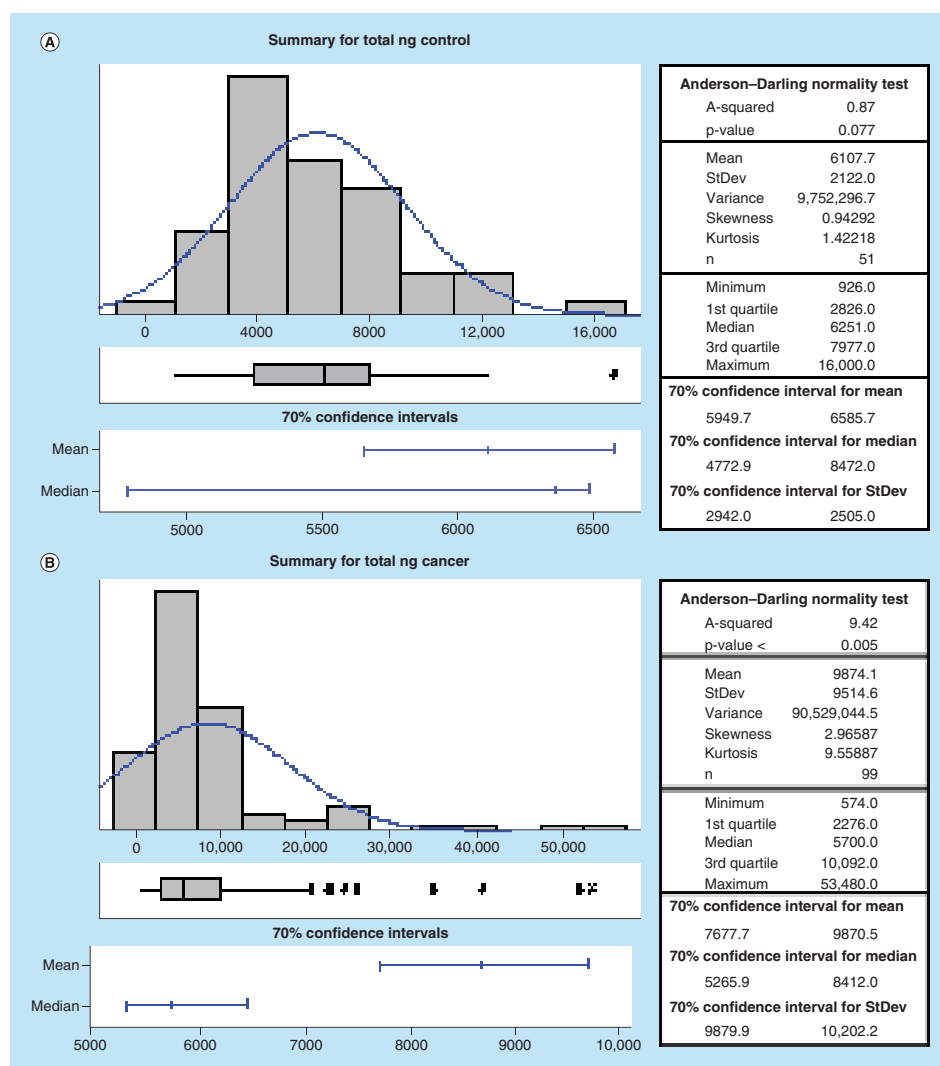 A
Summary for total ng control
0 4000 8000 12,000 16,000
70% confidence intervals
Mean
Median
5000 5500 6000 6500
Anderson–Darling normality test
A-squared 0.87
p-value 0.077
Mean 6107.7
StDev 2122.0
Variance 9,752,296.7
Skewness 0.94292
Kurtosis 1.42218
n 51
Minimum 926.0
1st quartile 2826.0
Median 6251.0
3rd quartile 7977.0
Maximum 16,000.0
70% confidence interval for mean
5949.7 6585.7
70% confidence interval for median
4772.9 8472.0
70% confidence interval for StDev
2942.0 2505.0
B
Summary for total ng cancer
0 10,000 20,000 30,000 40,000 50,000
70% confidence intervals
Mean
Median
5000 6000 7000 8000 9000 10,000
Anderson–Darling normality test
A-squared 9.42
p-value < 0.005
Mean 9874.1
StDev 9514.6
Variance 90,529,044.5
Skewness 2.96587
Kurtosis 9.55887
n 99
Minimum 574.0
1st quartile 2276.0
Median 5700.0
3rd quartile 10,092.0
Maximum 53,480.0
70% confidence interval for mean
7677.7 9870.5
70% confidence interval for median
5265.9 8412.0
70% confidence interval for StDev
9879.9 10,202.2